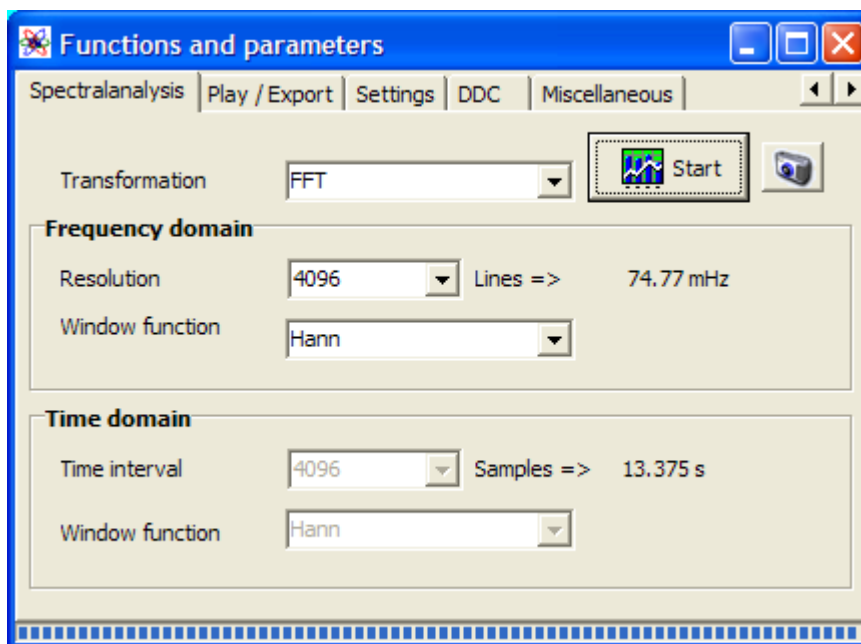 Functions and parameters
Spectralanalysis Play / Export Settings DDC Miscellaneous
Transformation FFT Start
Frequency domain
Resolution 4096 Lines => 74.77 mHz
Window function Hann
Time domain
Time interval 4096 Samples => 13.375 s
Window function Hann